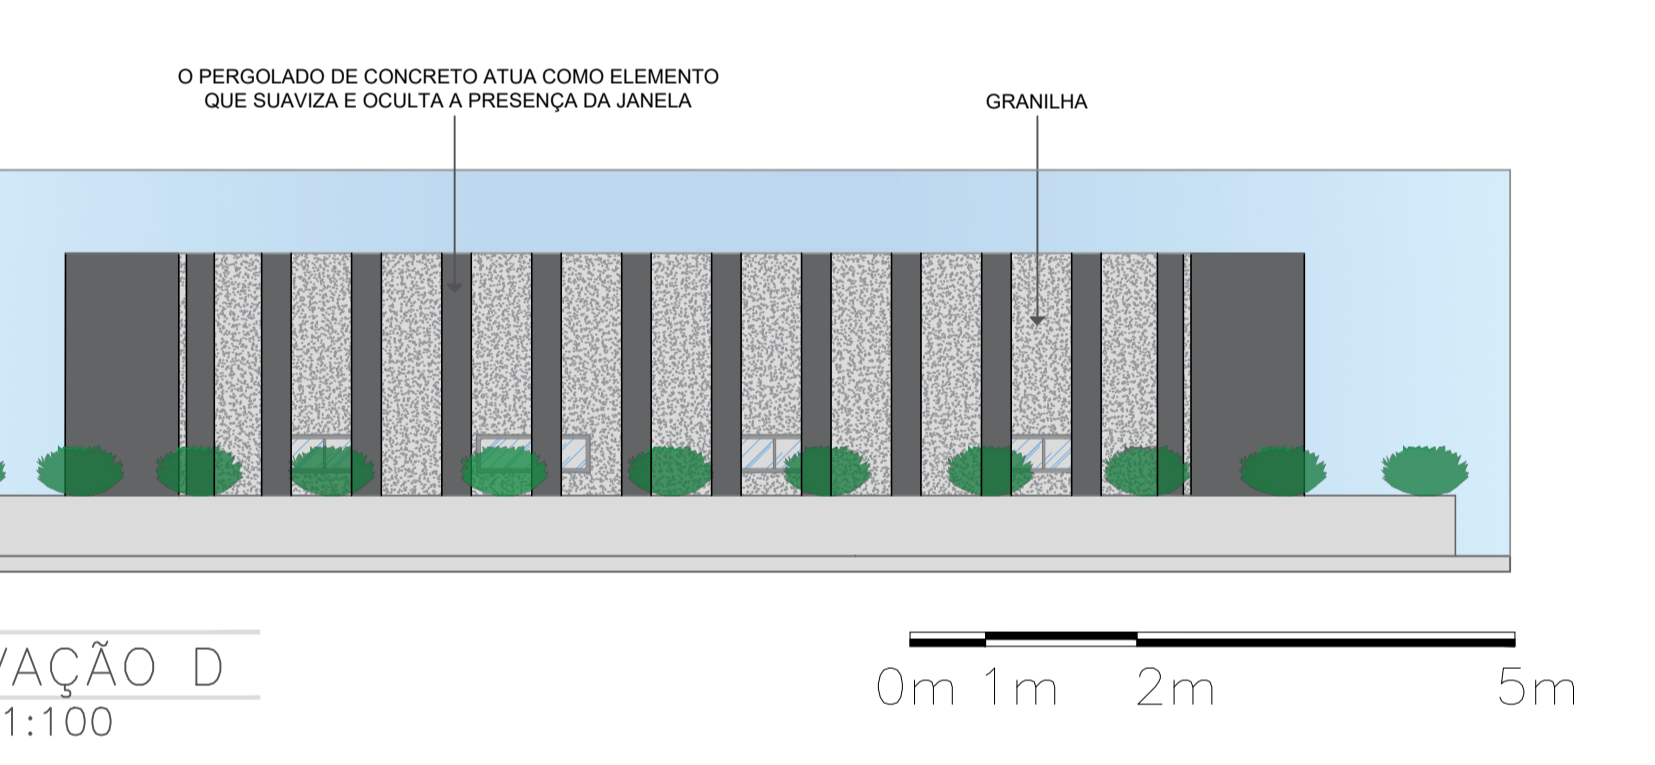 O PERGOLADO DE CONCRETO ATUA COMO ELEMENTO
QUE SUAVIZA E OCULTA A PRESENÇA DA JANELA
GRANILHA
VAÇÃO D
1:100
0m 1m 2m 5m